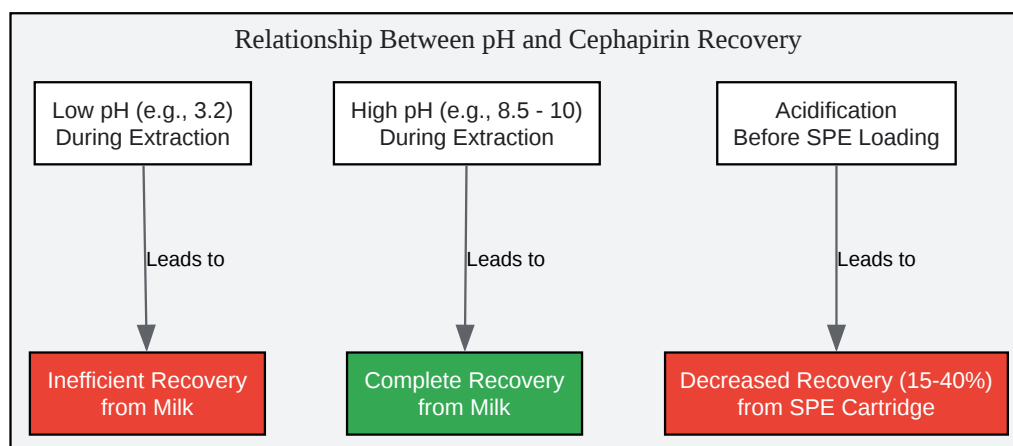 Relationship Between pH and Cephapirin Recovery
Low pH (e.g., 3.2)
During Extraction
High pH (e.g., 8.5 - 10)
During Extraction
Acidification
Before SPE Loading
Leads to
Leads to
Leads to
Inefficient Recovery
from Milk
Complete Recovery
from Milk
Decreased Recovery (15-40%)
from SPE Cartridge